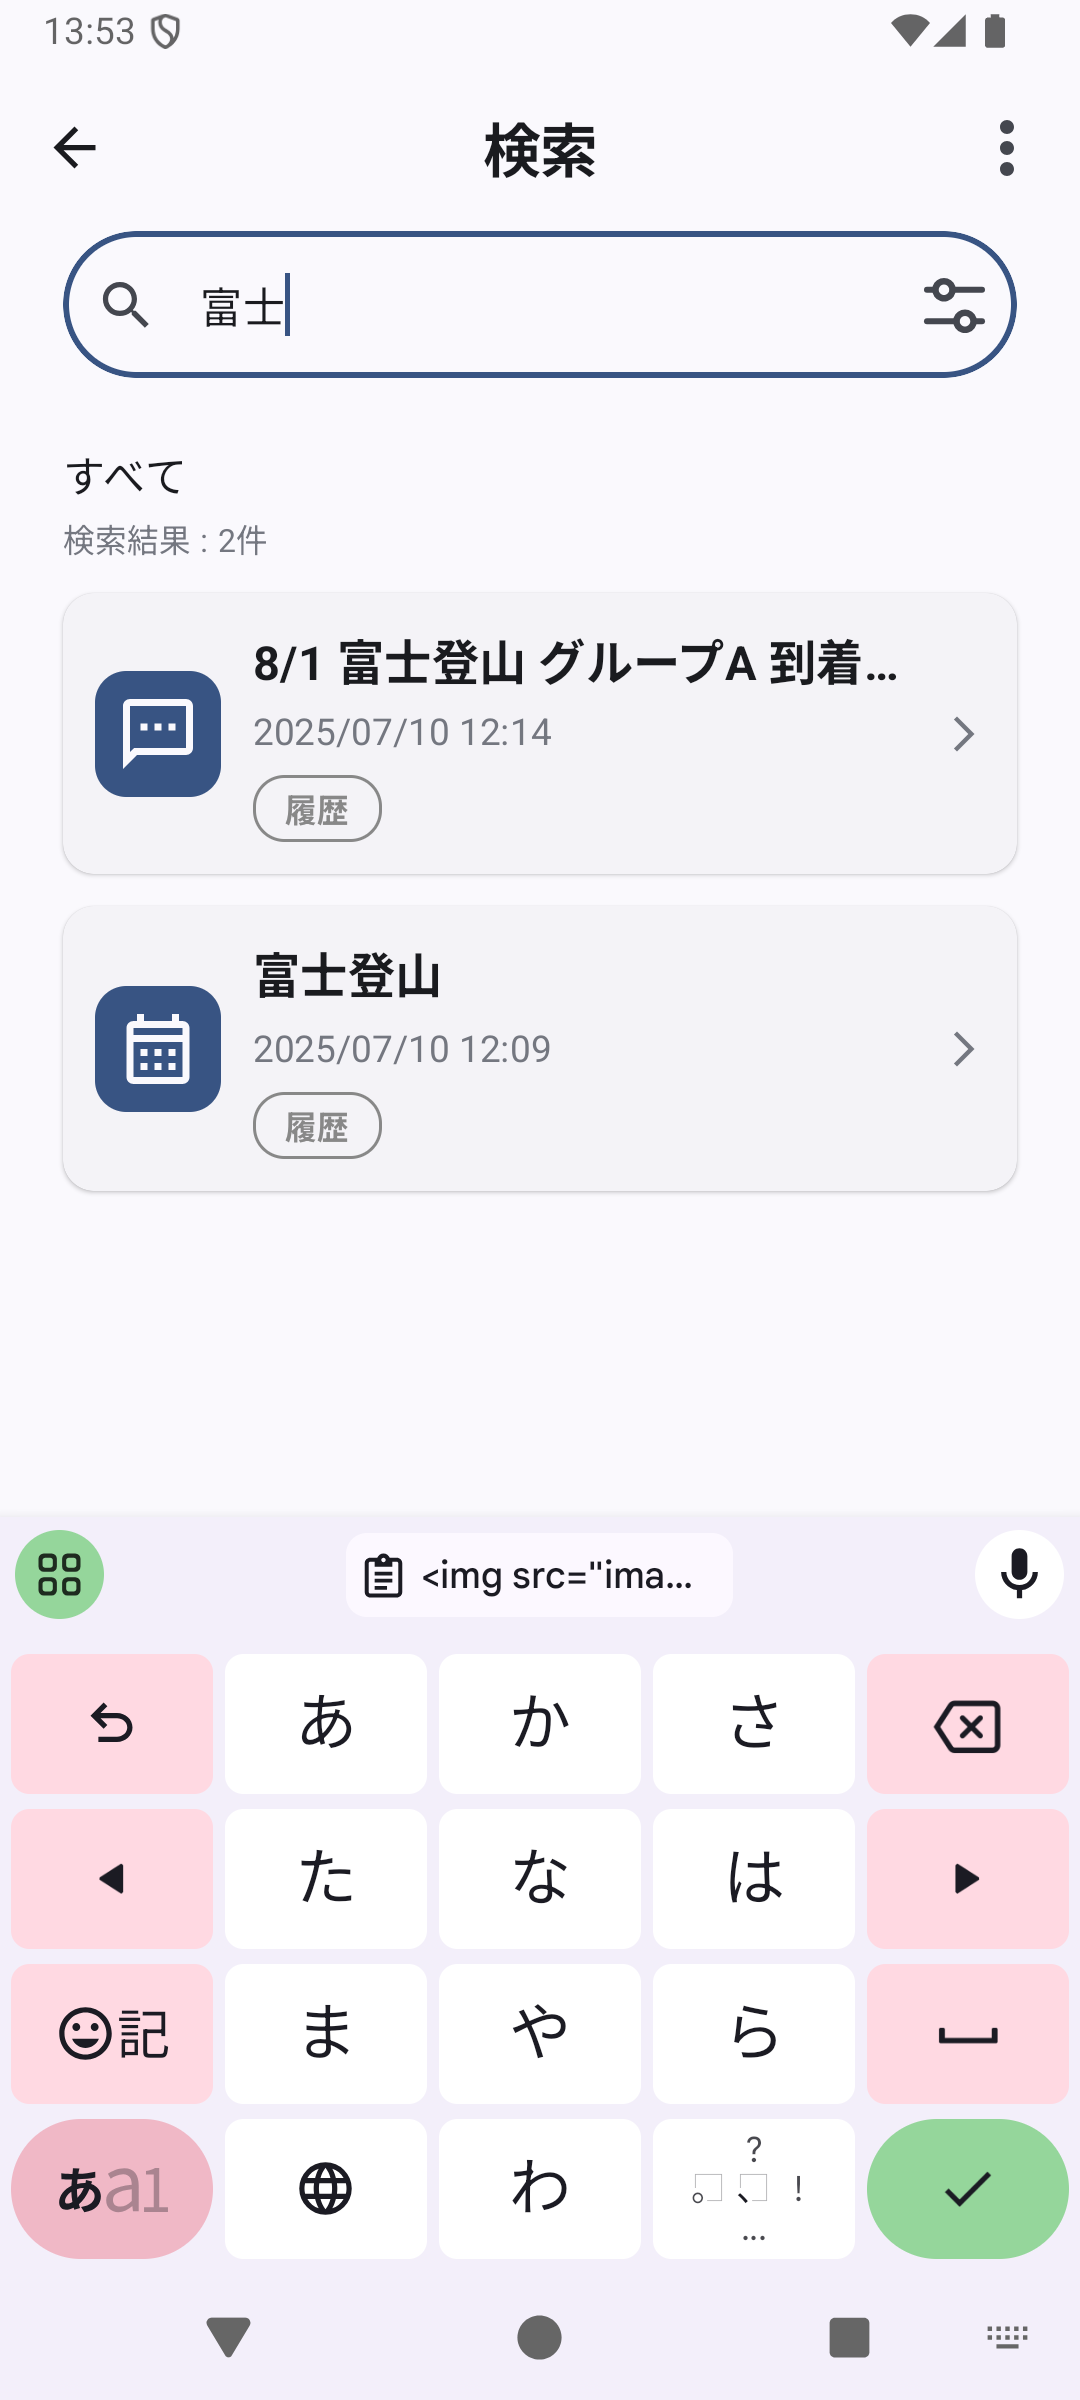 13:53
検索
富士
すべて
検索結果 : 2件
8/1 富士登山 グループA 到着...
2025/07/10 12:14
履歴
富士登山
2025/07/10 12:09
履歴
<img src="ima...
あ か さ
た な は
記 ま や ら
あa1 わ 。、?!…